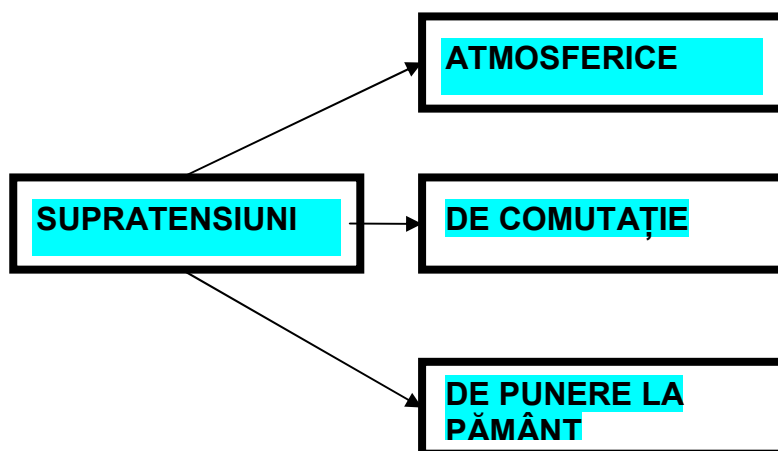 ATMOSFERICE
SUPRATENSIUNI
DE COMUTAȚIE
DE PUNERE LA
PĂMÂNT